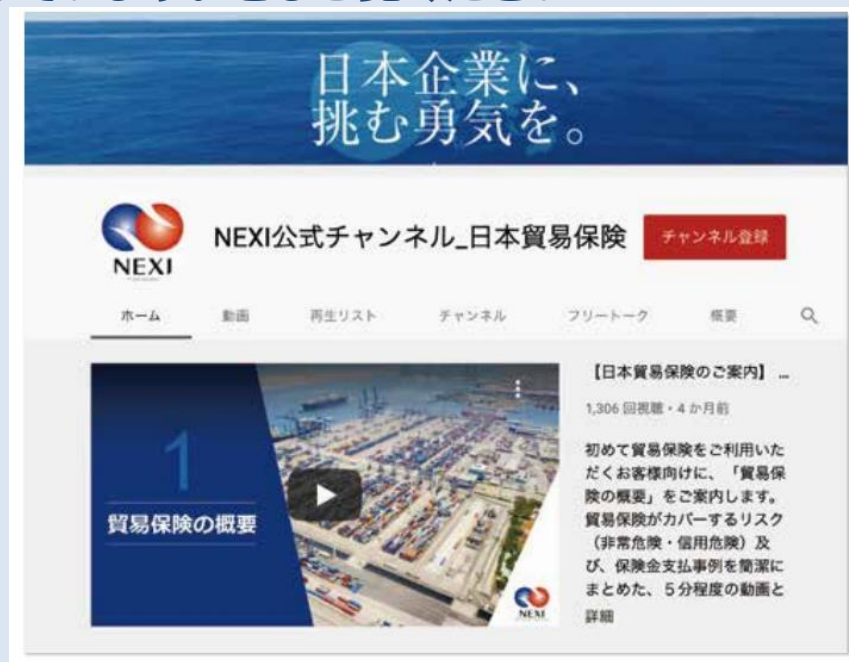 日本企業に、
挑む勇気を。
NEXI
NEXI公式チャンネル_日本貿易保険
チャンネル登録
ホーム 動画 再生リスト チャンネル フリートーク 概要
1
貿易保険の概要
NEXI
【日本貿易保険のご案内】 ...
1,306 回視聴・4 か月前
初めて貿易保険をご利用いた
だくお客様向けに、「貿易保
険の概要」をご案内します。
貿易保険がカバーするリスク
(非常危険・信用危険)及
び、保険金支払事例を簡潔に
まとめた、5分程度の動画と
詳細